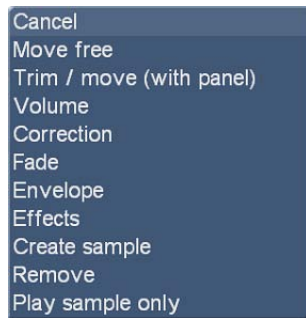 Cancel
Move free
Trim / move (with panel)
Volume
Correction
Fade
Envelope
Effects
Create sample
Remove
Play sample only